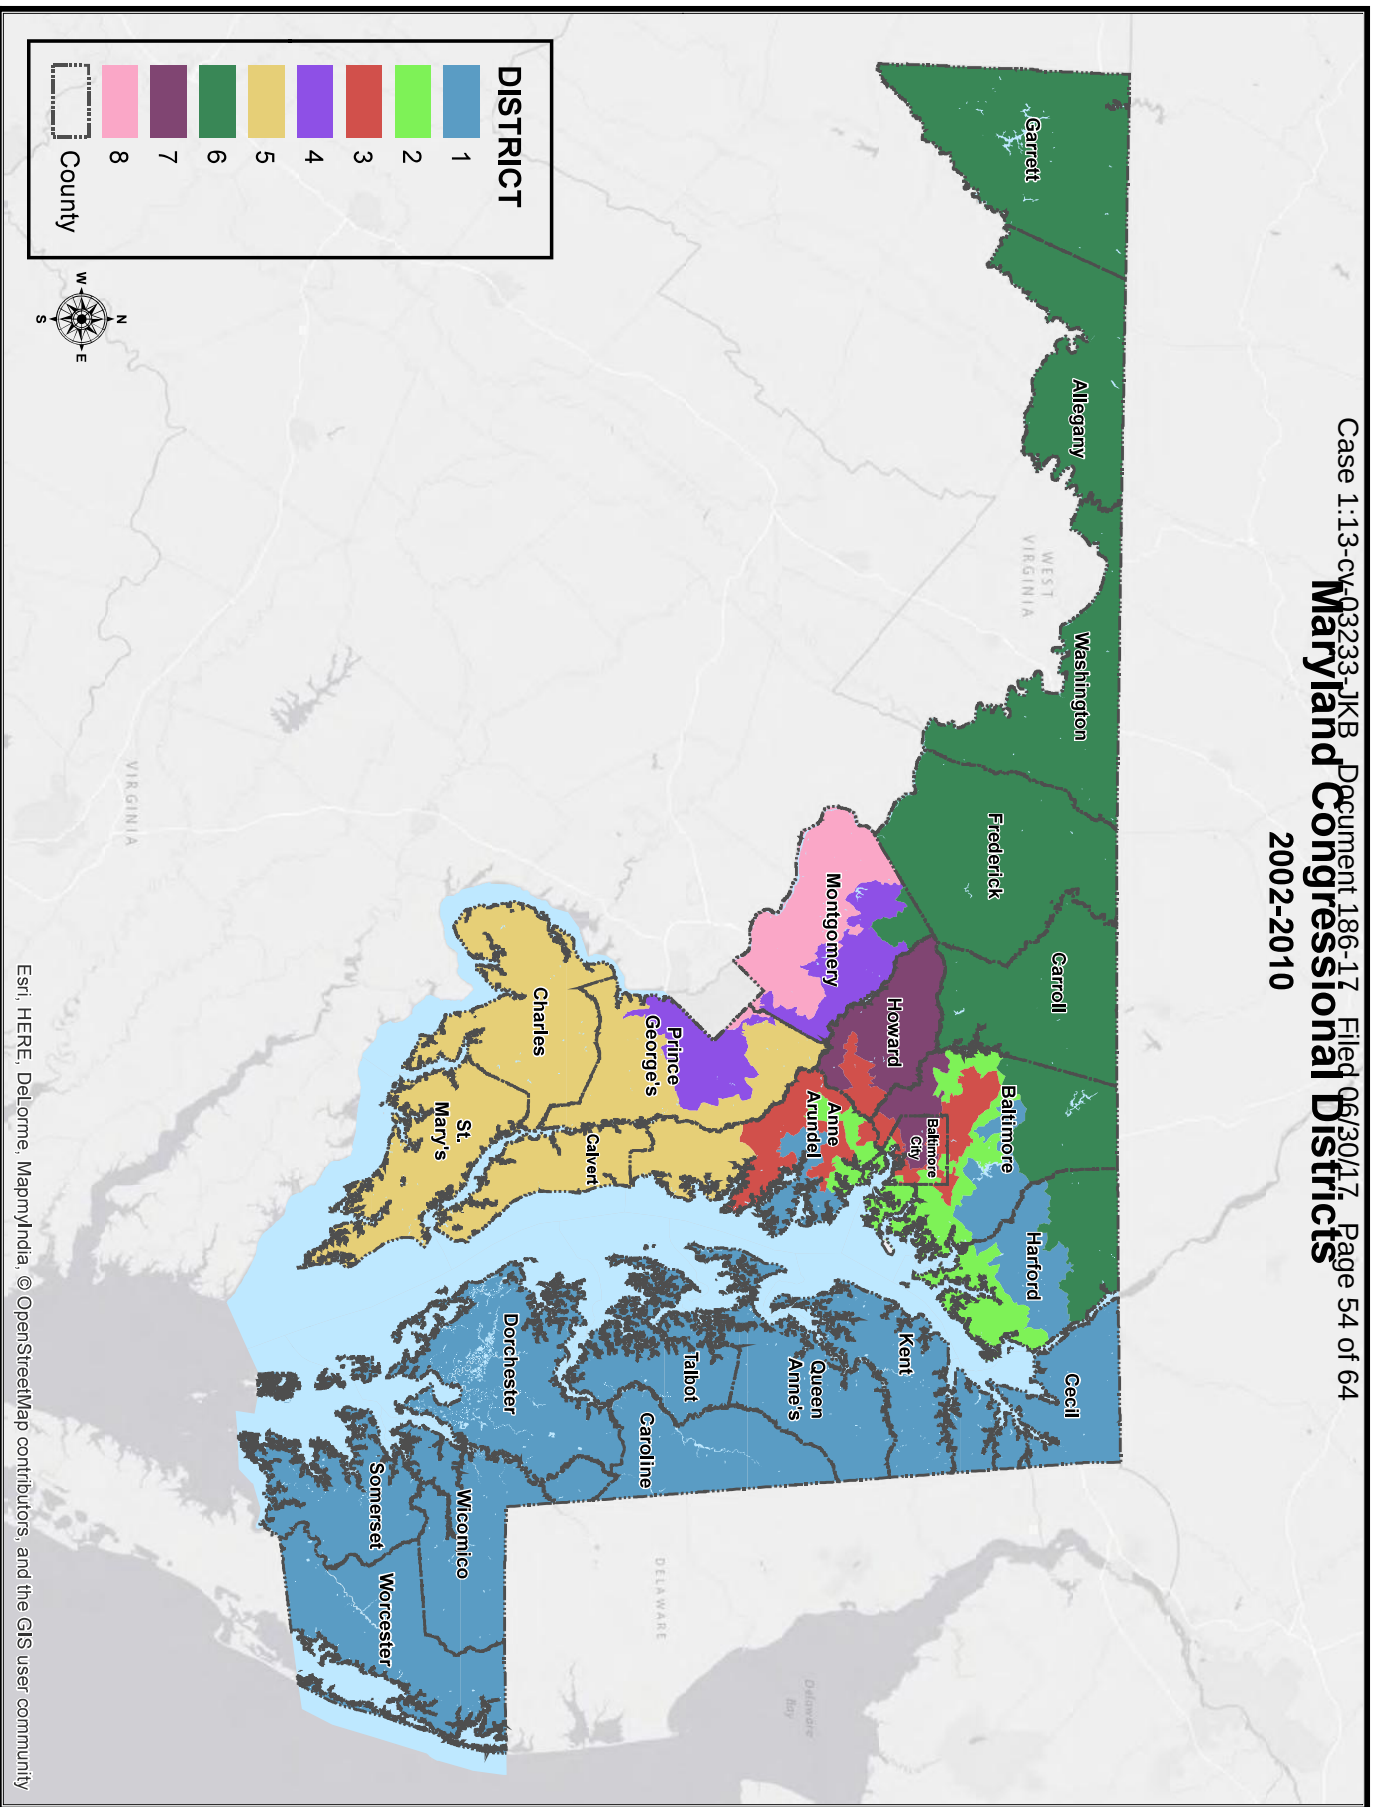 Case 1:13-cv-03233-JKB Document 186-17 Filed 06/30/17 Page 54 of 64
Maryland Congressional Districts
2002-2010
Garrett
Allegany
Washington
Frederick
Carroll
Baltimore
Harford
Cecil
Montgomery
Howard
Baltimore
City
Anne
Arundel
Kent
Queen
Anne's
Prince
George's
Talbot
Caroline
Charles
Calvert
St.
Mary's
Dorchester
Wicomico
Somerset
Worcester
WEST
VIRGINIA
VIRGINIA
DELAWARE
Delaware
Bay
DISTRICT
1
2
3
4
5
6
7
8
County
N
W
E
S
Esri, HERE, DeLorme, MapmyIndia, © OpenStreetMap contributors, and the GIS user community